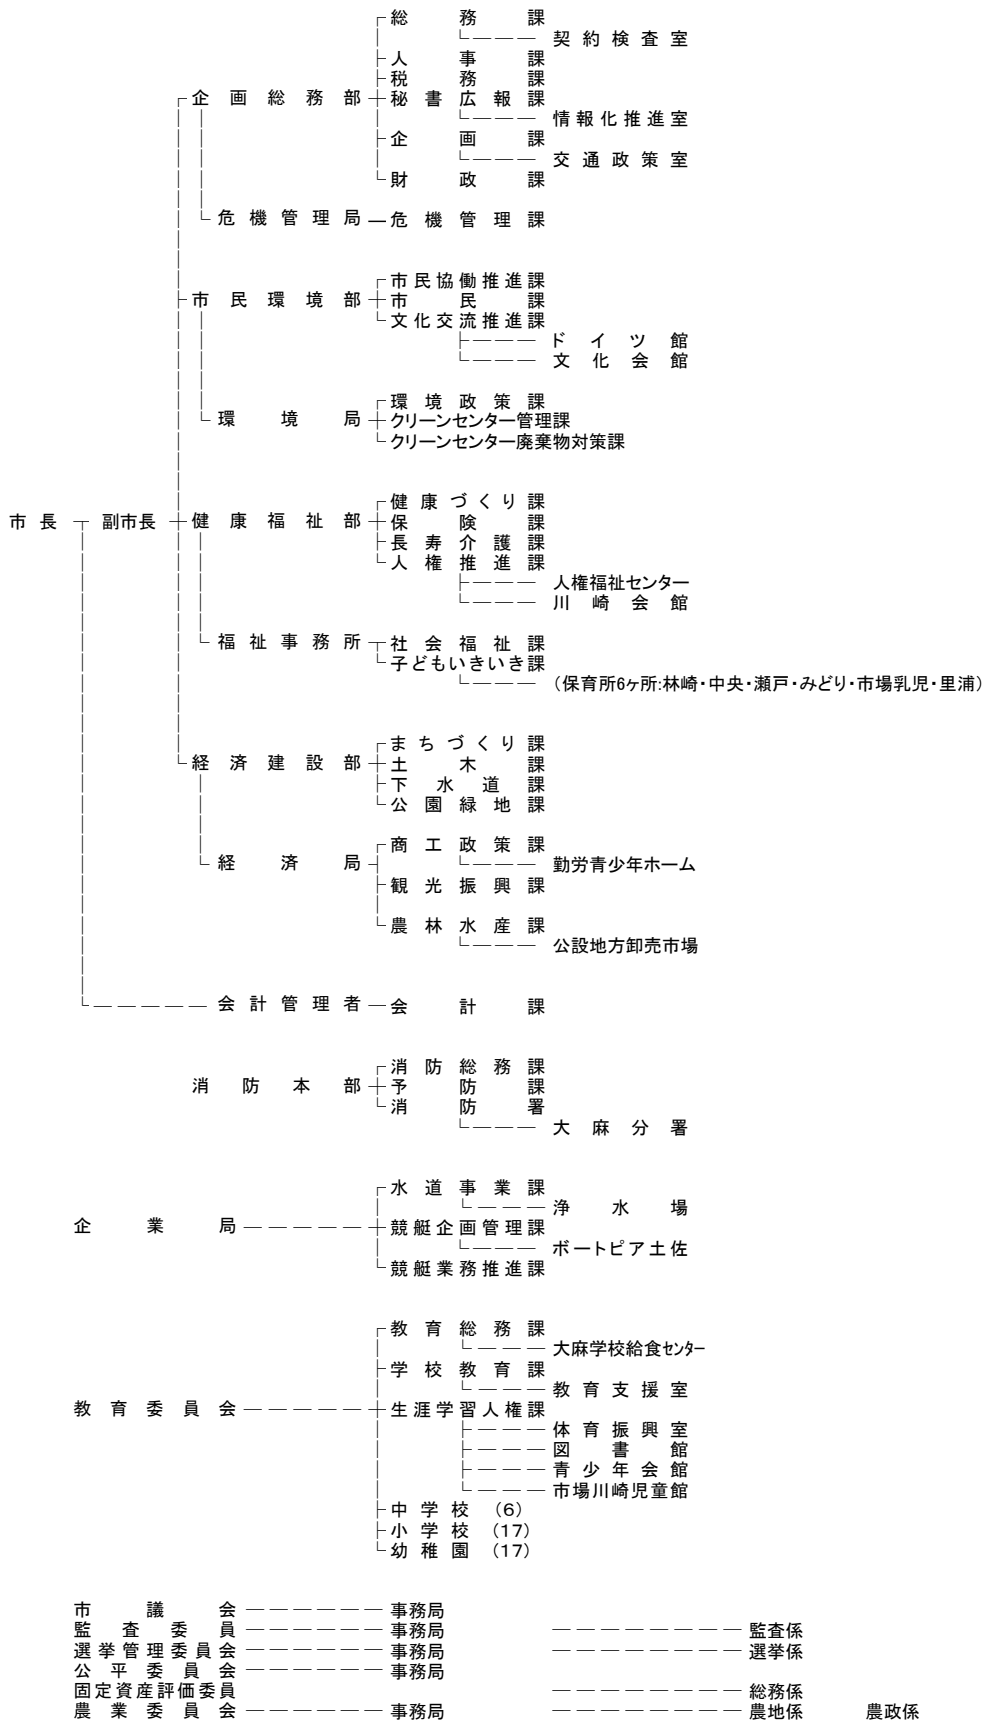 総務課
契約検査室
人事課
税務課
企画総務部 秘書広報課
情報化推進室
企画課
交通政策室
財政課
危機管理局 危機管理課
市民協働推進課
市民環境部 市民課
文化交流推進課
ドイツ館
文化会館
環境政策課
環境局 クリーンセンター管理課
クリーンセンター廃棄物対策課
健康づくり課
市長 副市長 健康福祉部 保険課
長寿介護課
人権推進課
人権福祉センター
川崎会館
福祉事務所 社会福祉課
子どもいきいき課
（保育所6ヶ所:林崎・中央・瀬戸・みどり・市場乳児・里浦）
まちづくり課
経済建設部 土木課
下水道課
公園緑地課
商工政策課
経済局 勤労青少年ホーム
観光振興課
農林水産課
公設地方卸売市場
会計管理者 会計課
消防総務課
消防本部 予防課
消防署
大麻分署
水道事業課
浄水場
企業局 競艇企画管理課
ボートピア土佐
競艇業務推進課
教育総務課
大麻学校給食センター
学校教育課
教育支援室
教育委員会 生涯学習人権課
体育振興室
図書館
青少年会館
市場川崎児童館
中学校（6）
小学校（17）
幼稚園（17）
市議会 事務局
監査委員 事務局 監査係
選挙管理委員会 事務局 選挙係
公平委員会 事務局
固定資産評価委員 総務係
農業委員会 事務局 農地係 農政係